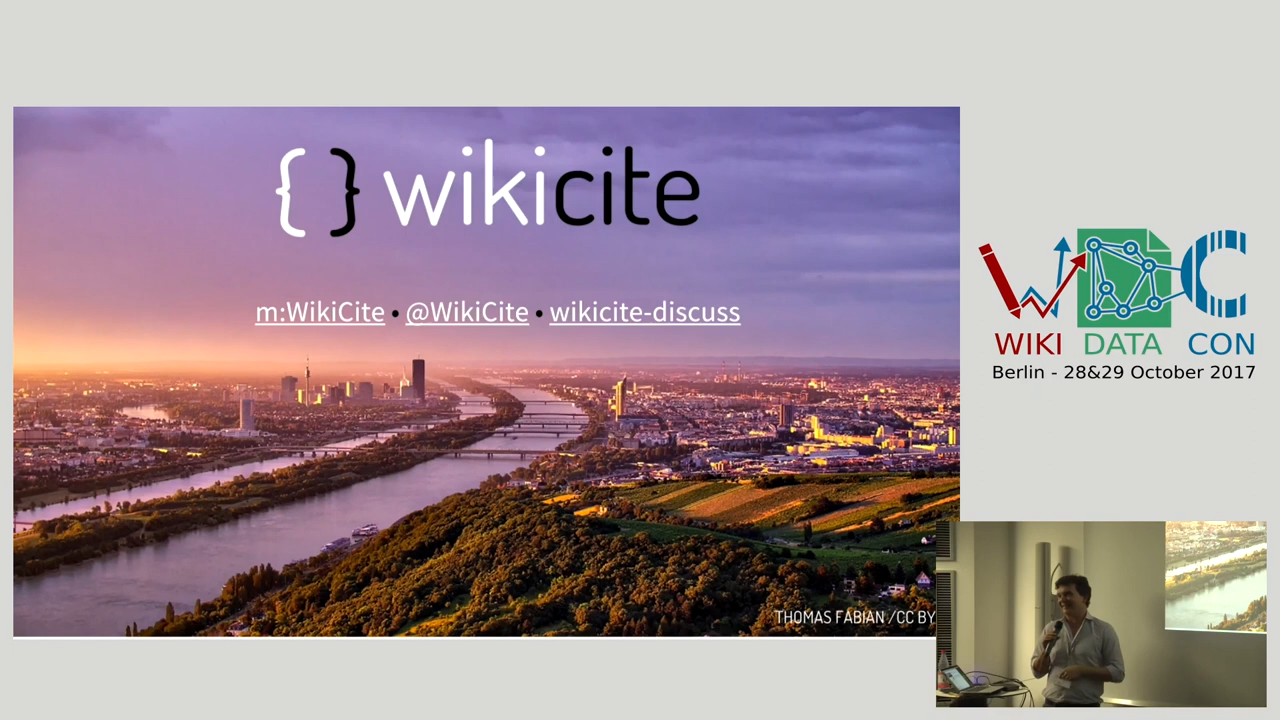 { } wikicite
m:WikiCite • @WikiCite • wikicite-discuss
THOMAS FABIAN /CC BY
WIKI DATA CON
Berlin - 28&29 October 2017